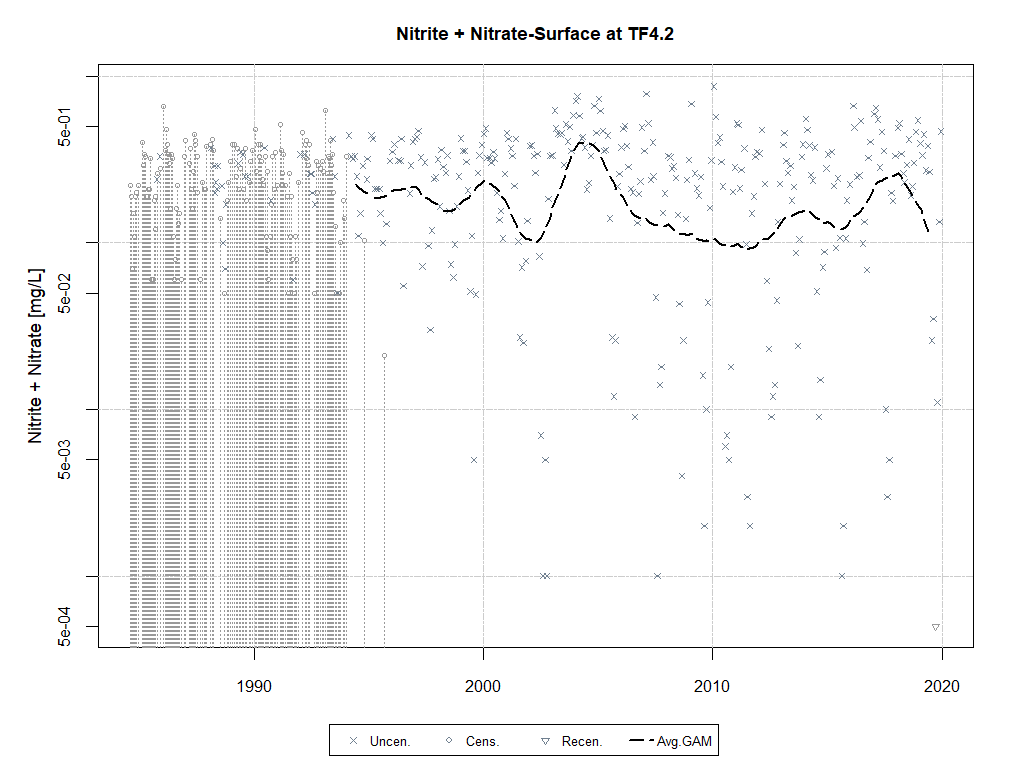 Nitrite + Nitrate-Surface at TF4.2
Nitrite + Nitrate [mg/L]
5e-01
5e-02
5e-03
5e-04
1990 2000 2010 2020
Uncen. Cens. Recen. Avg.GAM